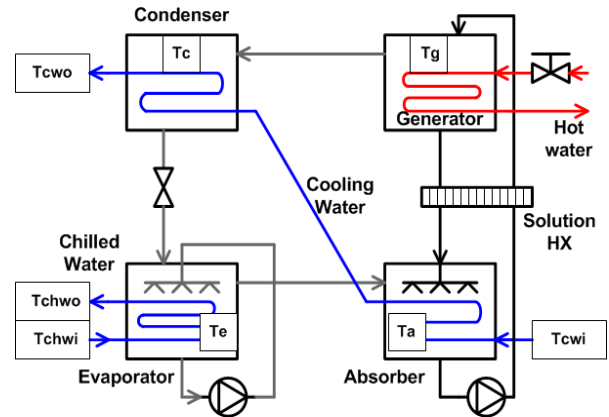 Condenser
Tcwo
Tc
Tg
Generator
Hot
water
Cooling
Water
Solution
HX
Chilled
Water
Tchwo
Tchwi
Te
Ta
Tcwi
Evaporator
Absorber